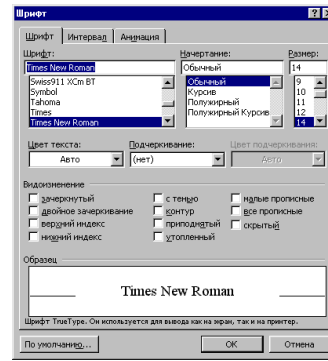 Шрифт
Шрифт Интервал Анимация
Шрифт: Начертание: Размер:
Times New Roman Обычный 14
Swiss911 XCm BT Обычный 9
Symbol Курсив 10
Tahoma Полужирный 11
Times Полужирный Курсив 12
Times New Roman 14
Цвет текста: Подчеркивание: Цвет подчеркивания:
Авто (нет) Авто
Видоизменение
зачеркнутый с тенью малые прописные
двойное зачеркивание контур все прописные
верхний индекс приподнятый скрытый
нижний индекс утопленный
Образец
Times New Roman
Шрифт TrueType. Он используется для вывода как на экран, так и на принтер.
По умолчанию... ОК Отмена